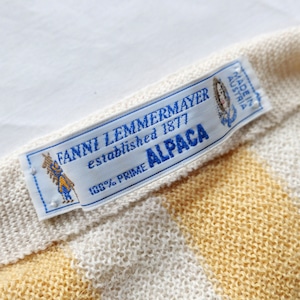 FANNI LEMMERMAYER
established 1877
100% PRIME ALPACA
MADE IN
AUSTRIA